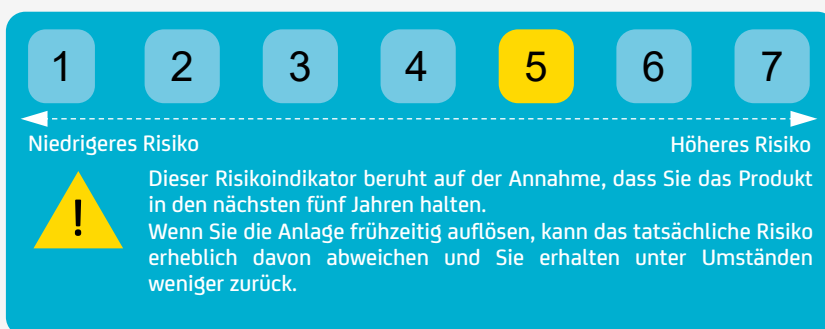 1 2 3 4 5 6 7
Niedrigeres Risiko Höheres Risiko
Dieser Risikoindikator beruht auf der Annahme, dass Sie das Produkt
in den nächsten fünf Jahren halten.
!
Wenn Sie die Anlage frühzeitig auflösen, kann das tatsächliche Risiko
erheblich davon abweichen und Sie erhalten unter Umständen
weniger zurück.